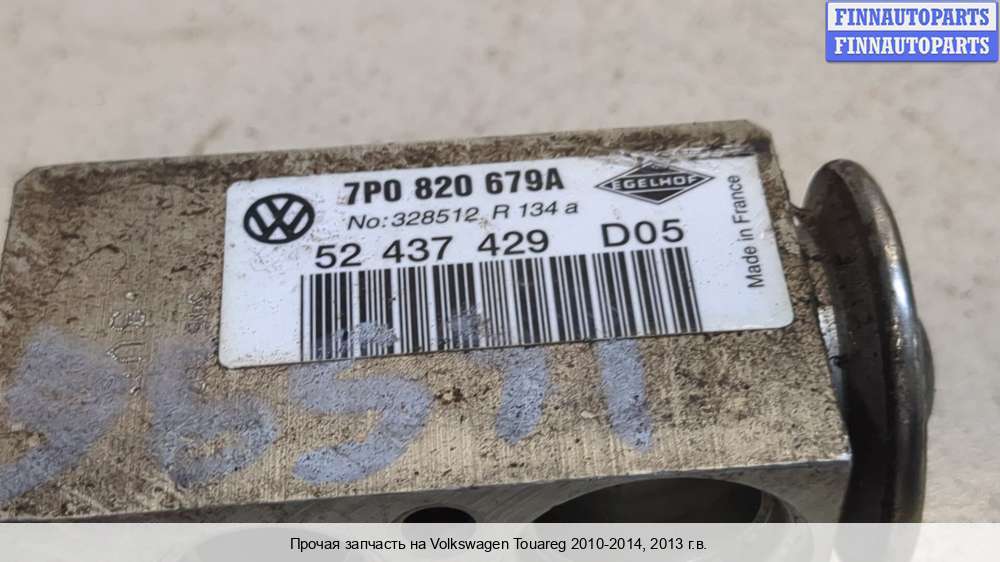 FINNAUTOPARTS
FINNAUTOPARTS
7P0 820 679A
EGELHOF
No:328512 R 134 a
52 437 429 D05
Made in France
Прочая запчасть на Volkswagen Touareg 2010-2014, 2013 г.в.